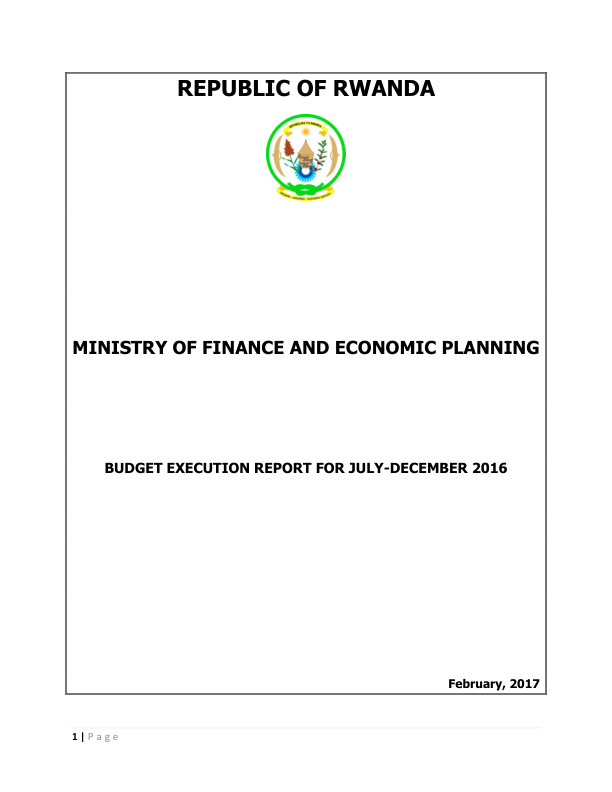 REPUBLIC OF RWANDA
MINISTRY OF FINANCE AND ECONOMIC PLANNING
BUDGET EXECUTION REPORT FOR JULY-DECEMBER 2016
February, 2017
1 | Page